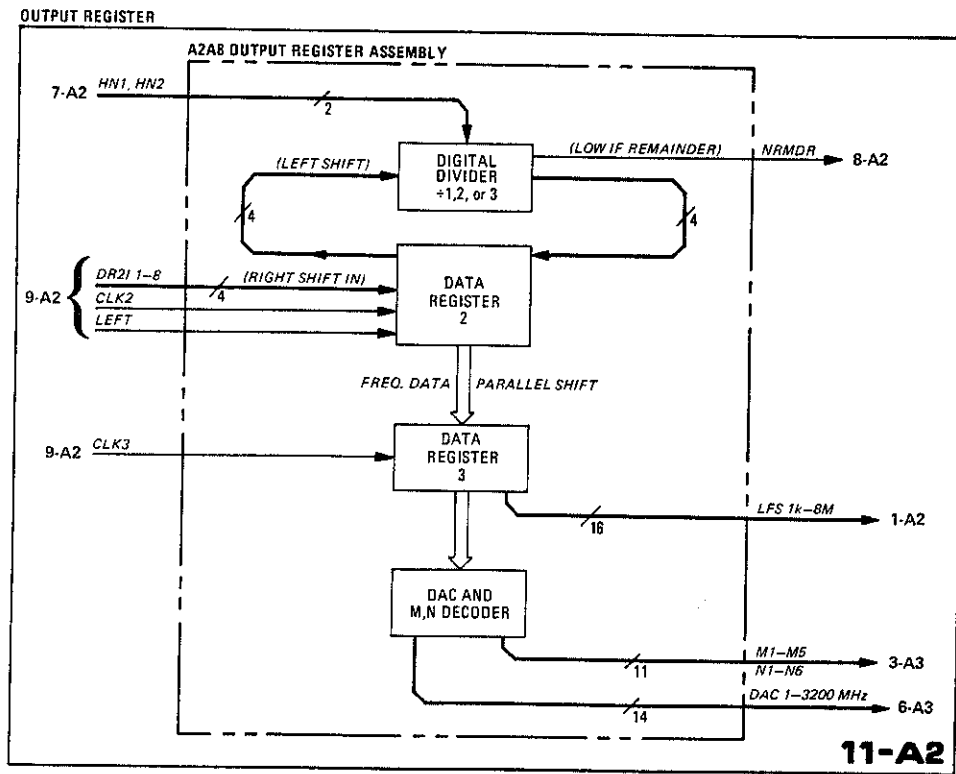 OUTPUT REGISTER
A2A8 OUTPUT REGISTER ASSEMBLY
7-A2
HN1, HN2
2
(LEFT SHIFT)
DIGITAL
DIVIDER
÷1,2, or 3
(LOW IF REMAINDER)
NRMDR
8-A2
4
4
9-A2
DR2I 1–8
4
(RIGHT SHIFT IN)
CLK2
LEFT
DATA
REGISTER
2
FREQ. DATA
PARALLEL SHIFT
9-A2
CLK3
DATA
REGISTER
3
16
LFS 1k–8M
1-A2
DAC AND
M,N DECODER
11
M1–M5
N1–N6
3-A3
14
DAC 1–3200 MHz
6-A3
11-A2